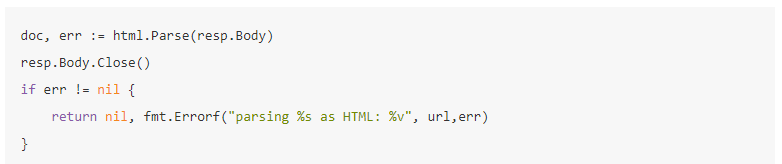 doc, err := html.Parse(resp.Body)
resp.Body.Close()
if err != nil {
    return nil, fmt.Errorf("parsing %s as HTML: %v", url,err)
}